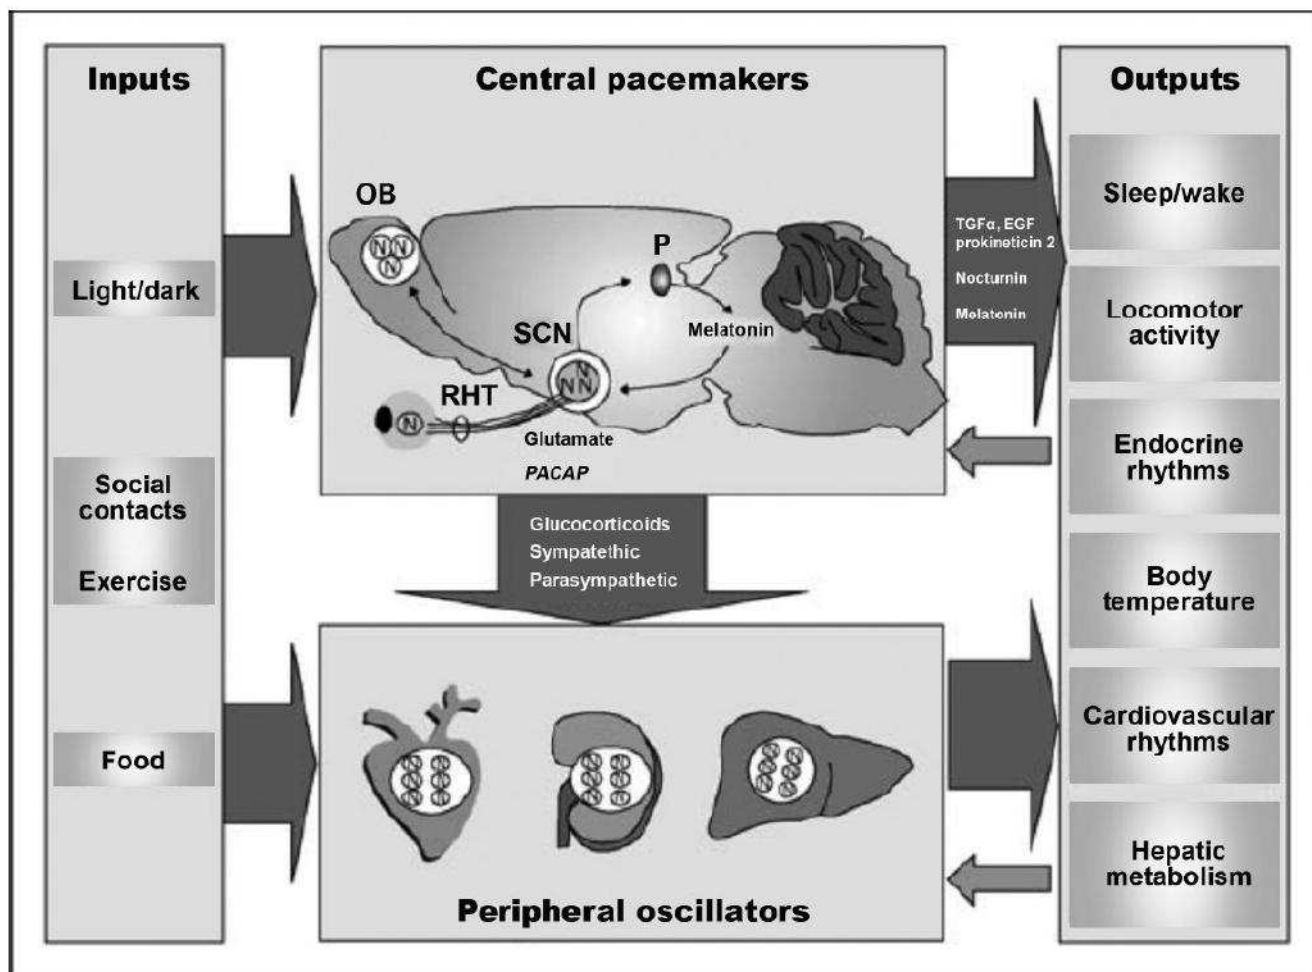 Inputs
Light/dark
Social
contacts
Exercise
Food
Central pacemakers
OB
P
SCN
Melatonin
RHT
Glutamate
PACAP
N
N
N
N
N
N
N
TGFα, EGF
prokineticin 2
Nocturnin
Melatonin
Glucocorticoids
Sympatethic
Parasympathetic
Peripheral oscillators
Outputs
Sleep/wake
Locomotor
activity
Endocrine
rhythms
Body
temperature
Cardiovascular
rhythms
Hepatic
metabolism